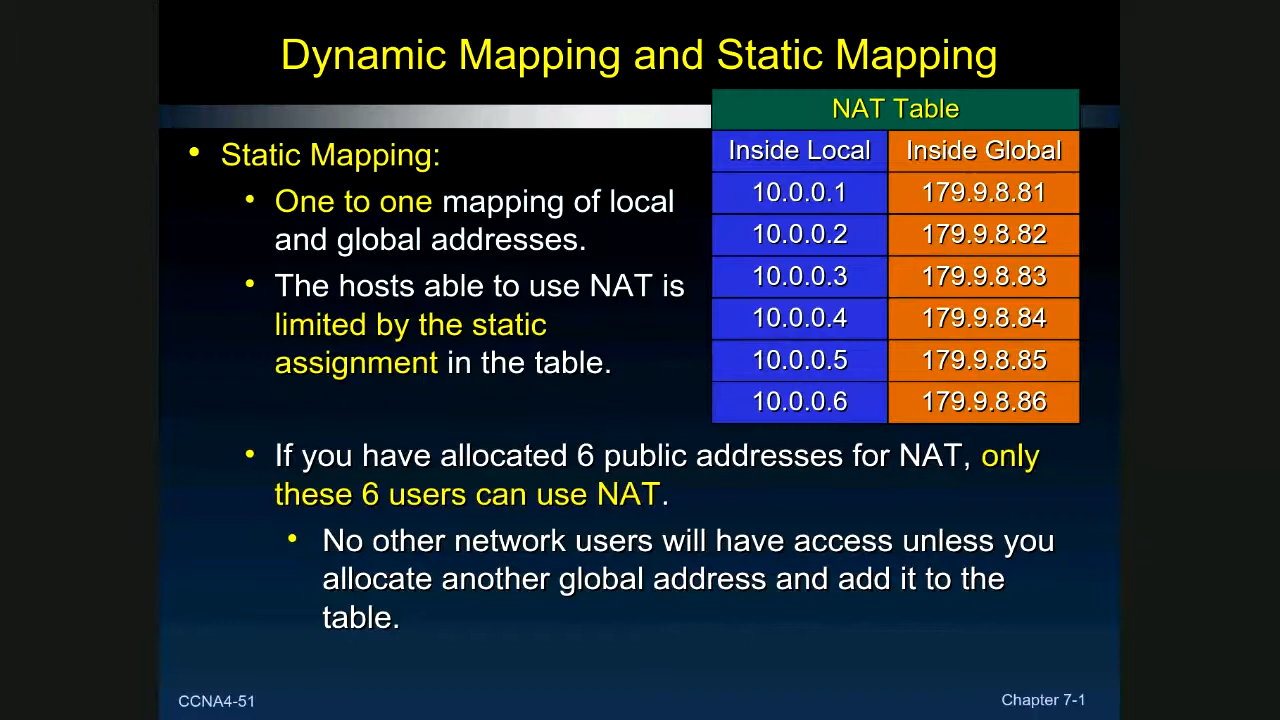 Dynamic Mapping and Static Mapping
NAT Table
Inside Local Inside Global
10.0.0.1 179.9.8.81
10.0.0.2 179.9.8.82
10.0.0.3 179.9.8.83
10.0.0.4 179.9.8.84
10.0.0.5 179.9.8.85
10.0.0.6 179.9.8.86
• Static Mapping:
• One to one mapping of local
and global addresses.
• The hosts able to use NAT is
limited by the static
assignment in the table.
• If you have allocated 6 public addresses for NAT, only
these 6 users can use NAT.
• No other network users will have access unless you
allocate another global address and add it to the
table.
CCNA4-51
Chapter 7-1